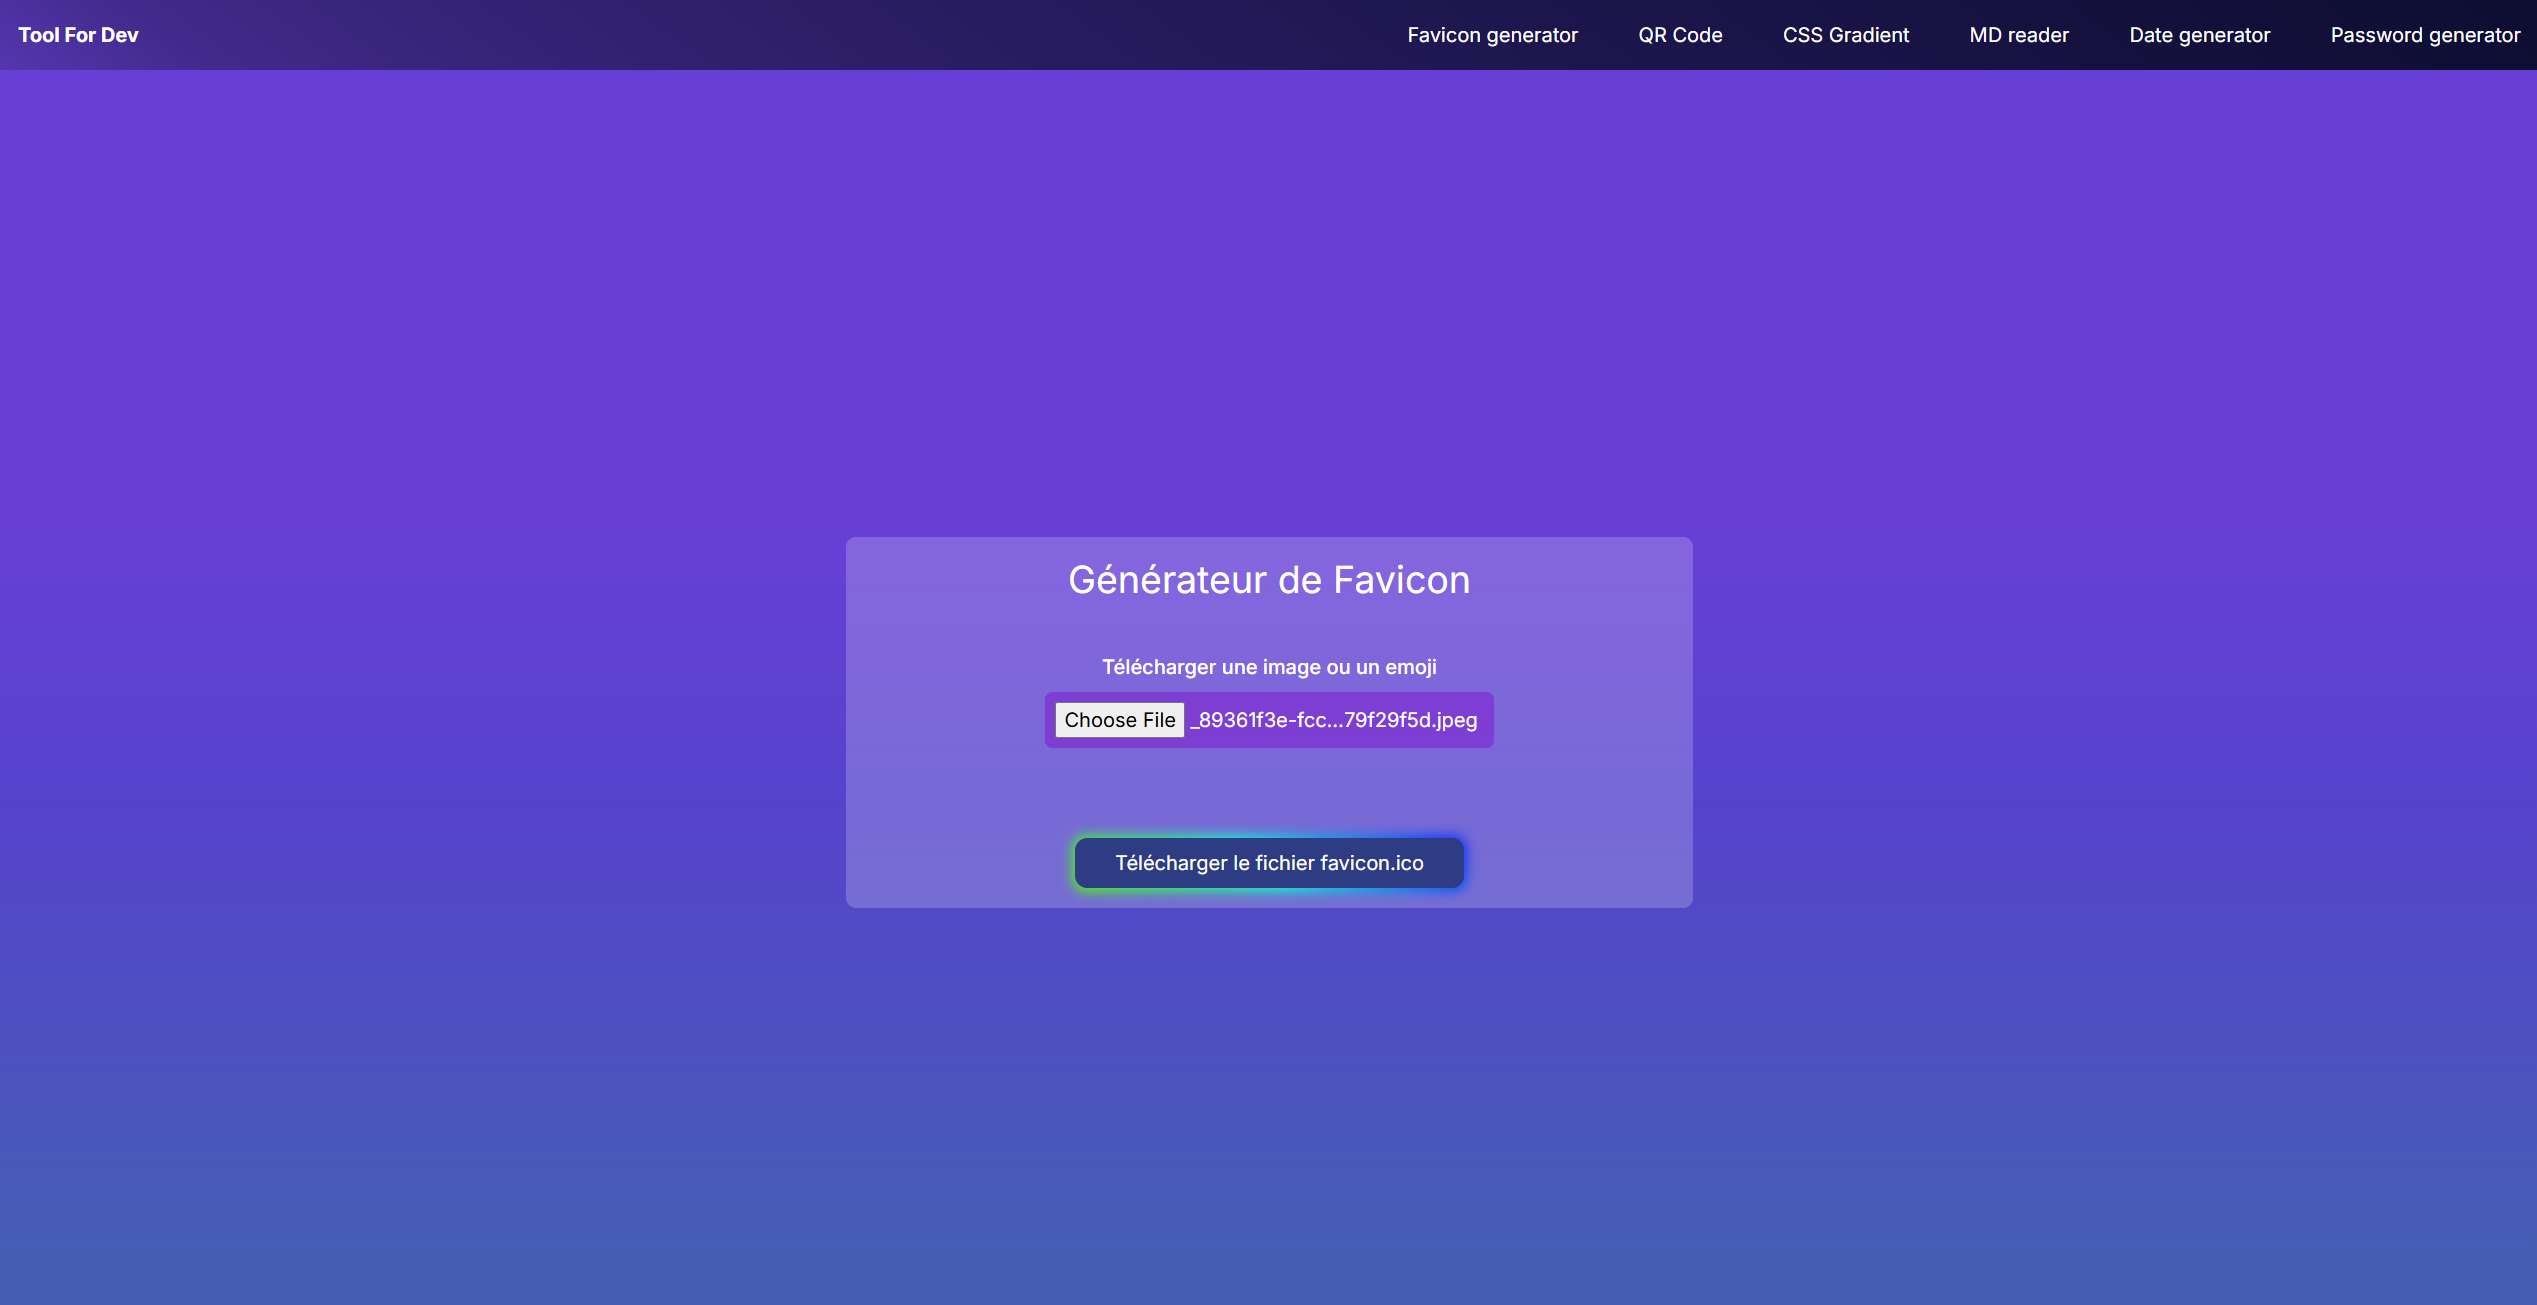 Tool For Dev
Favicon generator
QR Code
CSS Gradient
MD reader
Date generator
Password generator
Générateur de Favicon
Télécharger une image ou un emoji
Choose File _89361f3e-fcc...79f29f5d.jpeg
Télécharger le fichier favicon.ico